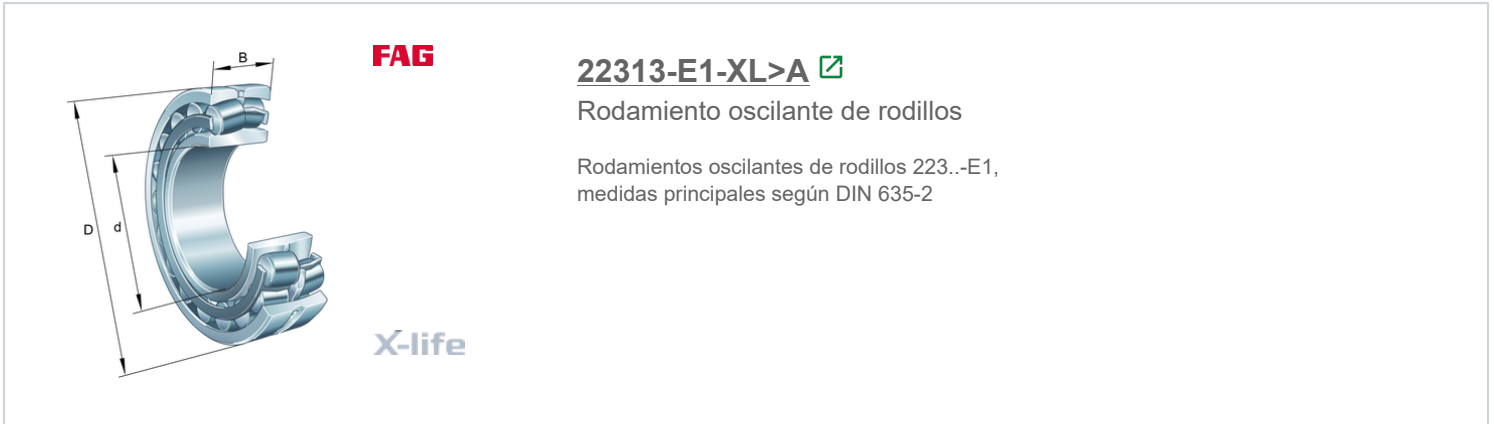 B
D
d
FAG
X-life
22313-E1-XL>A
Rodamiento oscilante de rodillos
Rodamientos oscilantes de rodillos 223..-E1,
medidas principales según DIN 635-2